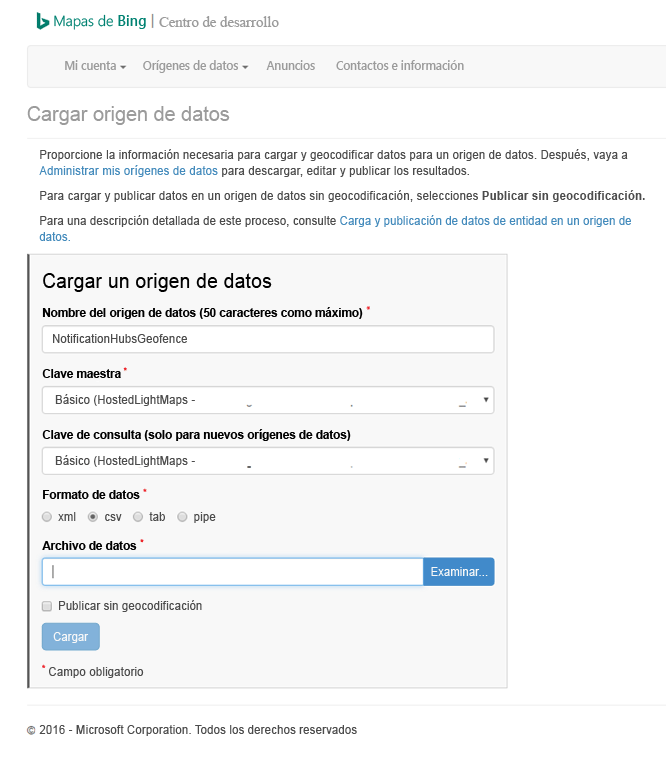 Mapas de Bing | Centro de desarrollo
Mi cuenta Orígenes de datos Anuncios Contactos e información
Cargar origen de datos
Proporcione la información necesaria para cargar y geocodificar datos para un origen de datos. Después, vaya a
Administrar mis orígenes de datos para descargar, editar y publicar los resultados.
Para cargar y publicar datos en un origen de datos sin geocodificación, selecciones Publicar sin geocodificación.
Para una descripción detallada de este proceso, consulte Carga y publicación de datos de entidad en un origen de
datos.
Cargar un origen de datos
Nombre del origen de datos (50 caracteres como máximo) *
NotificationHubsGeofence
Clave maestra *
Básico (HostedLightMaps -
Clave de consulta (solo para nuevos orígenes de datos)
Básico (HostedLightMaps -
Formato de datos *
xml csv tab pipe
Archivo de datos *
Examinar...
Publicar sin geocodificación
Cargar
* Campo obligatorio
© 2016 - Microsoft Corporation. Todos los derechos reservados